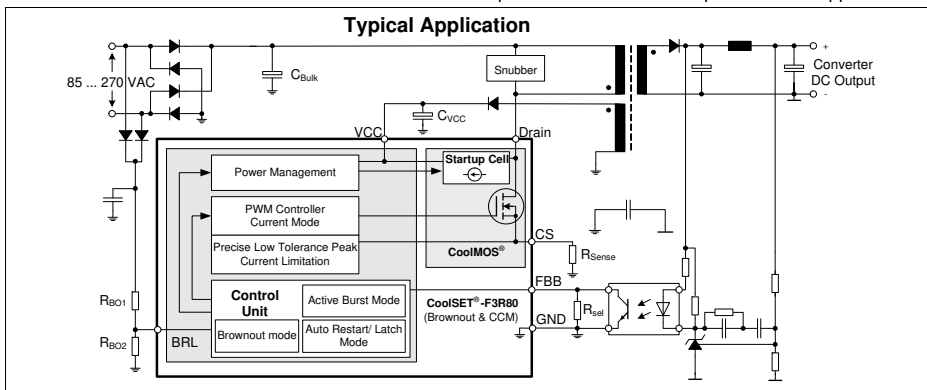 Typical Application
+
Converter
DC Output
-
Snubber
85 ... 270 VAC
CBulk
CVCC
VCC
Drain
Startup Cell
Power Management
PWM Controller
Current Mode
CS
Precise Low Tolerance Peak
Current Limitation
CoolMOS®
RSense
FBB
Control
Unit
Active Burst Mode
CoolSET®-F3R80
(Brownout & CCM)
Rsel
RBO1
GND
Brownout mode
Auto Restart/ Latch
Mode
BRL
RBO2